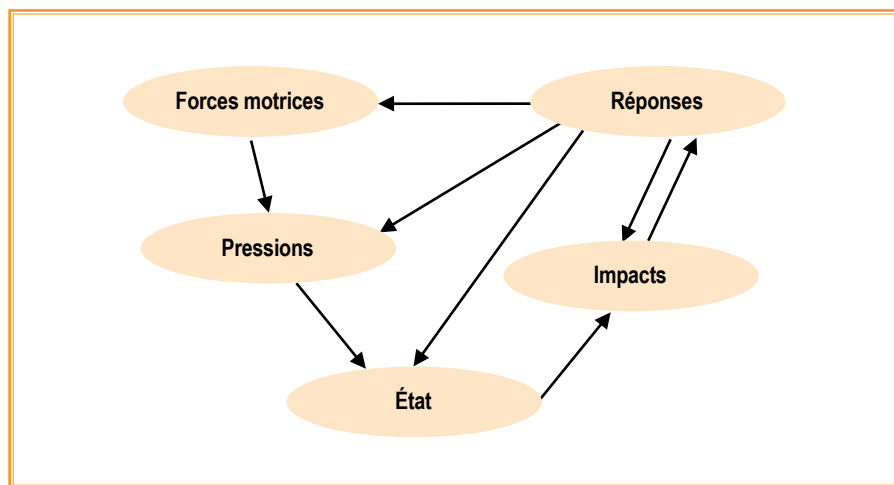 Forces motrices
Réponses
Pressions
Impacts
État